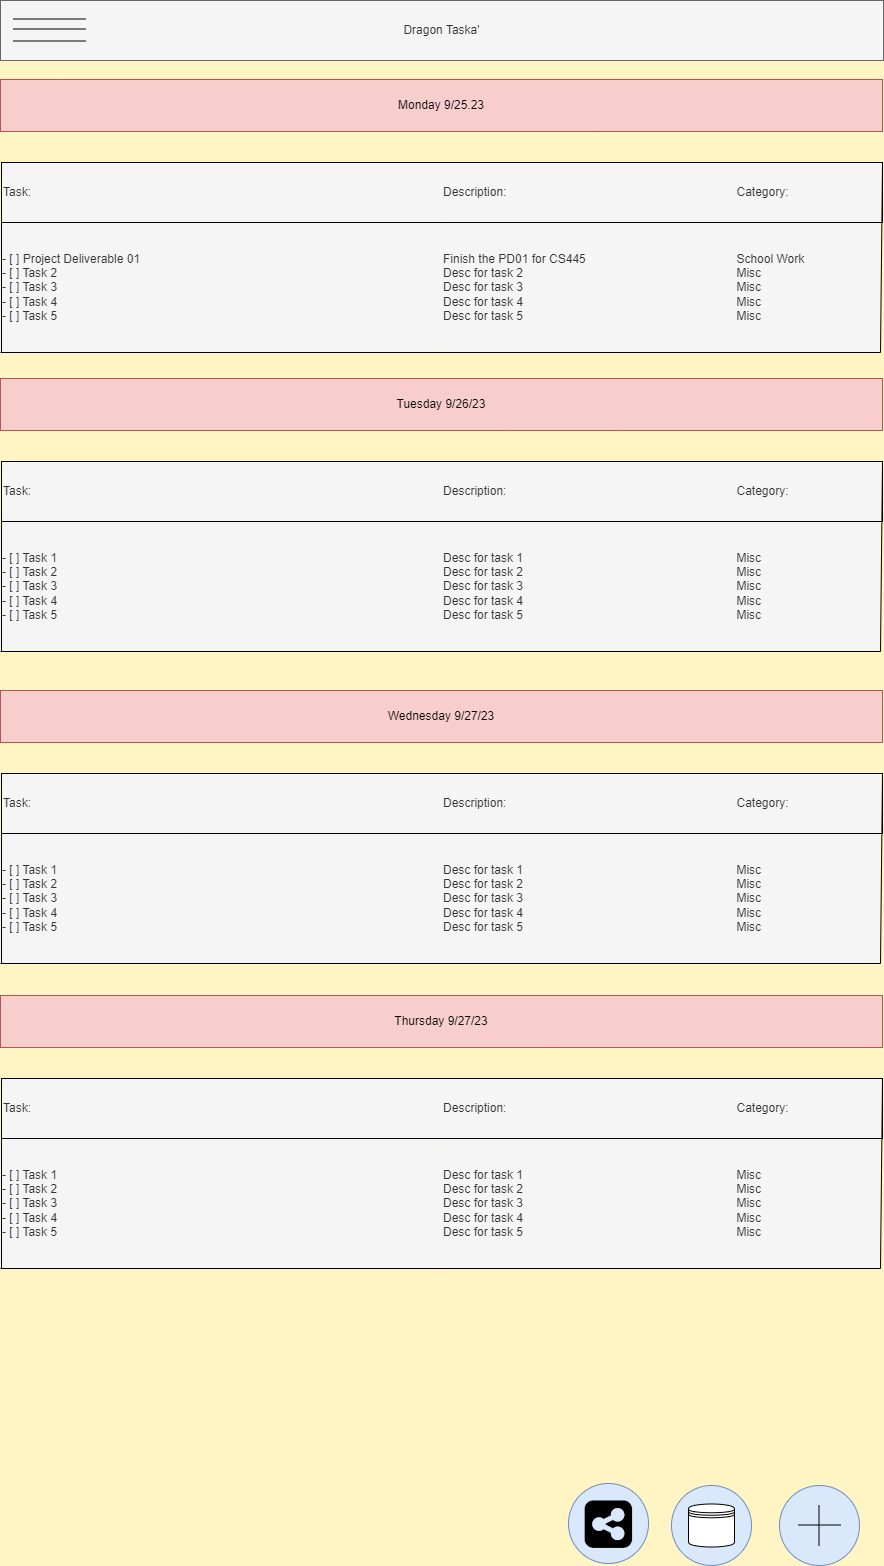 Dragon Taska'
Monday 9/25.23
Task: Description: Category:
- [ ] Project Deliverable 01 Finish the PD01 for CS445 School Work
- [ ] Task 2 Desc for task 2 Misc
- [ ] Task 3 Desc for task 3 Misc
- [ ] Task 4 Desc for task 4 Misc
- [ ] Task 5 Desc for task 5 Misc
Tuesday 9/26/23
Task: Description: Category:
- [ ] Task 1 Desc for task 1 Misc
- [ ] Task 2 Desc for task 2 Misc
- [ ] Task 3 Desc for task 3 Misc
- [ ] Task 4 Desc for task 4 Misc
- [ ] Task 5 Desc for task 5 Misc
Wednesday 9/27/23
Task: Description: Category:
- [ ] Task 1 Desc for task 1 Misc
- [ ] Task 2 Desc for task 2 Misc
- [ ] Task 3 Desc for task 3 Misc
- [ ] Task 4 Desc for task 4 Misc
- [ ] Task 5 Desc for task 5 Misc
Thursday 9/27/23
Task: Description: Category:
- [ ] Task 1 Desc for task 1 Misc
- [ ] Task 2 Desc for task 2 Misc
- [ ] Task 3 Desc for task 3 Misc
- [ ] Task 4 Desc for task 4 Misc
- [ ] Task 5 Desc for task 5 Misc